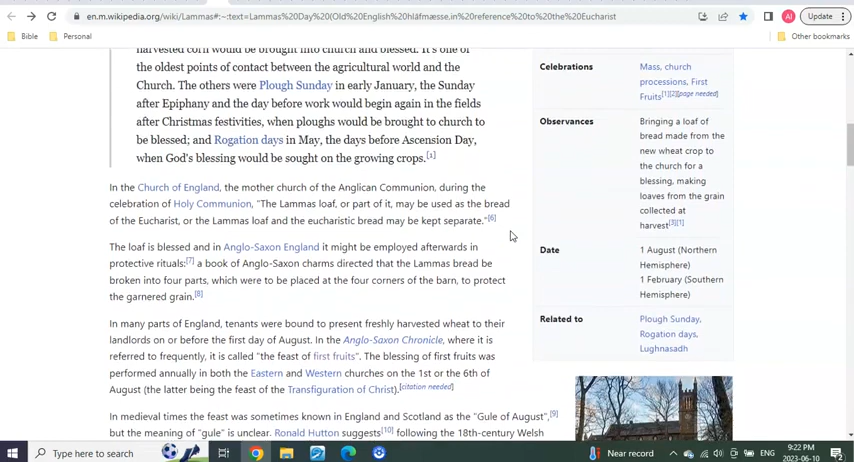 en.m.wikipedia.org/wiki/Lammas#:~:text=Lammas%20Day%20(Old%20English%20hlāfmæsse,in%20reference%20to%20the%20Eucharist
AI
Update
Bible
Personal
Other bookmarks
harvested corn would be brought into church and blessed. It's one of
the oldest points of contact between the agricultural world and the
Church. The others were Plough Sunday in early January, the Sunday
after Epiphany and the day before work would begin again in the fields
after Christmas festivities, when ploughs would be brought to church to
be blessed; and Rogation days in May, the days before Ascension Day,
when God's blessing would be sought on the growing crops.[1]
In the Church of England, the mother church of the Anglican Communion, during the
celebration of Holy Communion, "The Lammas loaf, or part of it, may be used as the bread
of the Eucharist, or the Lammas loaf and the eucharistic bread may be kept separate."[6]
The loaf is blessed and in Anglo-Saxon England it might be employed afterwards in
protective rituals:[7] a book of Anglo-Saxon charms directed that the Lammas bread be
broken into four parts, which were to be placed at the four corners of the barn, to protect
the garnered grain.[8]
In many parts of England, tenants were bound to present freshly harvested wheat to their
landlords on or before the first day of August. In the Anglo-Saxon Chronicle, where it is
referred to frequently, it is called "the feast of first fruits". The blessing of first fruits was
performed annually in both the Eastern and Western churches on the 1st or the 6th of
August (the latter being the feast of the Transfiguration of Christ).[citation needed]
In medieval times the feast was sometimes known in England and Scotland as the "Gule of August",[9]
but the meaning of "gule" is unclear. Ronald Hutton suggests[10] following the 18th-century Welsh
Celebrations
Mass, church
processions, First
Fruits[1][2][page needed]
Observances
Bringing a loaf of
bread made from the
new wheat crop to
the church for a
blessing, making
loaves from the grain
collected at
harvest[3][1]
Date
1 August (Northern
Hemisphere)
1 February (Southern
Hemisphere)
Related to
Plough Sunday,
Rogation days,
Lughnasadh
Type here to search
Near record
ENG
9:22 PM
2023-06-10
2